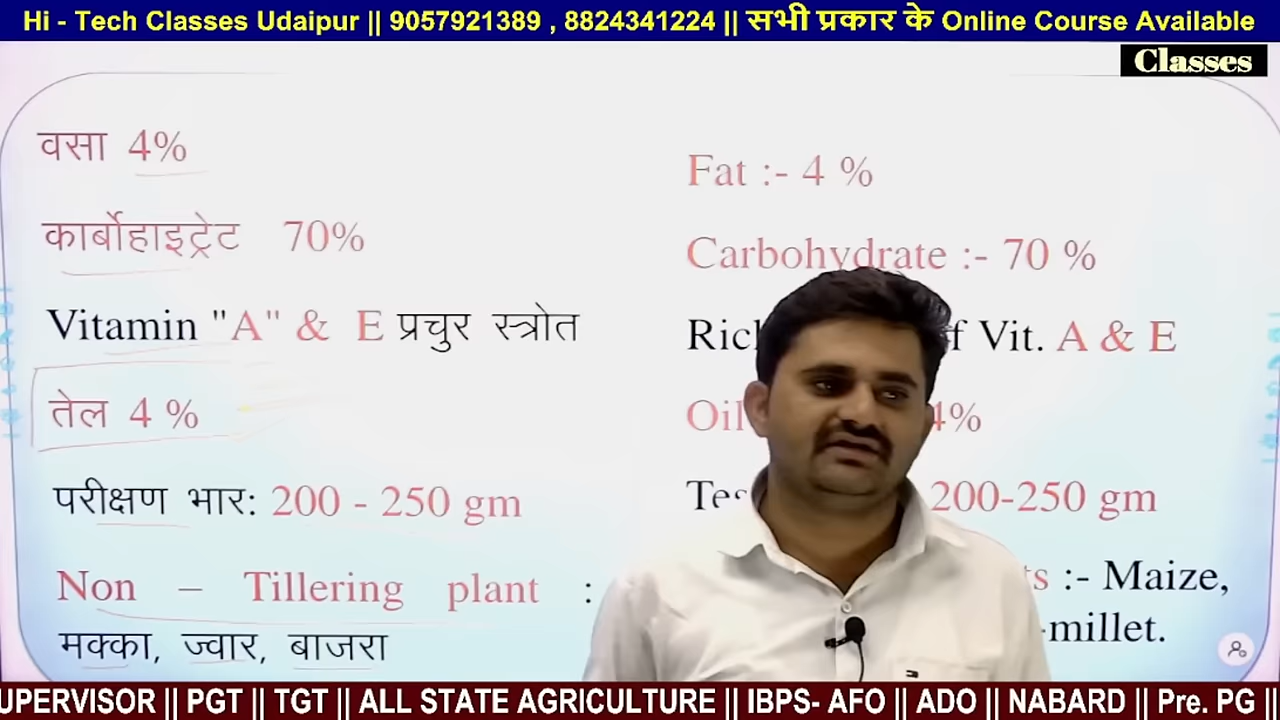 Hi - Tech Classes Udaipur || 9057921389 , 8824341224 || सभी प्रकार के Online Course Available
Classes
वसा 4%
कार्बोहाइट्रेट 70%
Vitamin "A" & E प्रचुर स्त्रोत
तेल 4 %
परीक्षण भार: 200 - 250 gm
Non – Tillering plant :
मक्का, ज्वार, बाजरा
Fat :- 4 %
Carbohydrate :- 70 %
Vit. A & E
Oil 4%
200-250 gm
:- Maize,
-millet.
UPERVISOR || PGT || TGT || ALL STATE AGRICULTURE || IBPS- AFO || ADO || NABARD || Pre. PG ||